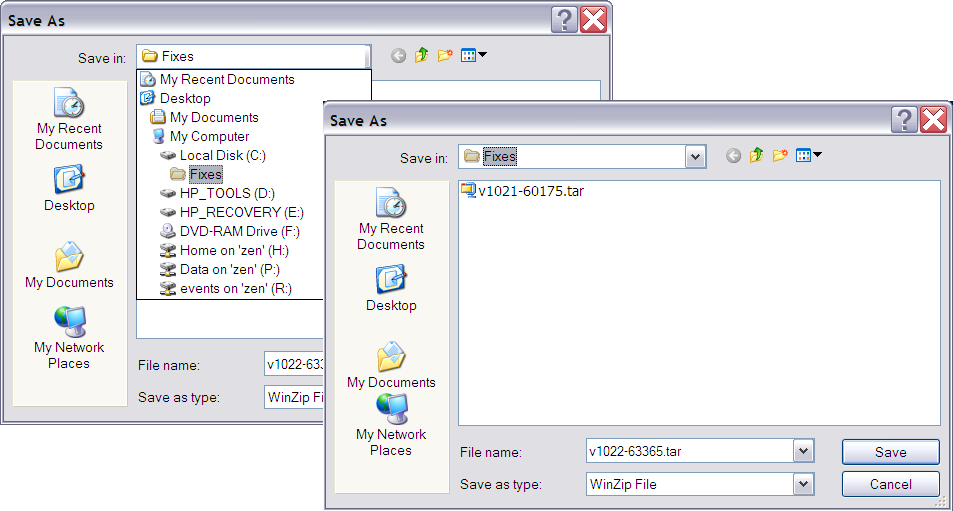 Save As
Save in:
Fixes
My Recent Documents
Desktop
My Documents
My Computer
Local Disk (C:)
Fixes
HP_TOOLS (D:)
HP_RECOVERY (E:)
DVD-RAM Drive (F:)
Home on 'zen' (H:)
Data on 'zen' (P:)
events on 'zen' (R:)
My Recent
Documents
Desktop
My Documents
My Network
Places
File name:
v1022-633
Save as type:
WinZip Fi
Save As
Save in:
Fixes
v1021-60175.tar
My Recent
Documents
Desktop
My Documents
My Network
Places
File name:
v1022-63365.tar
Save
Save as type:
WinZip File
Cancel